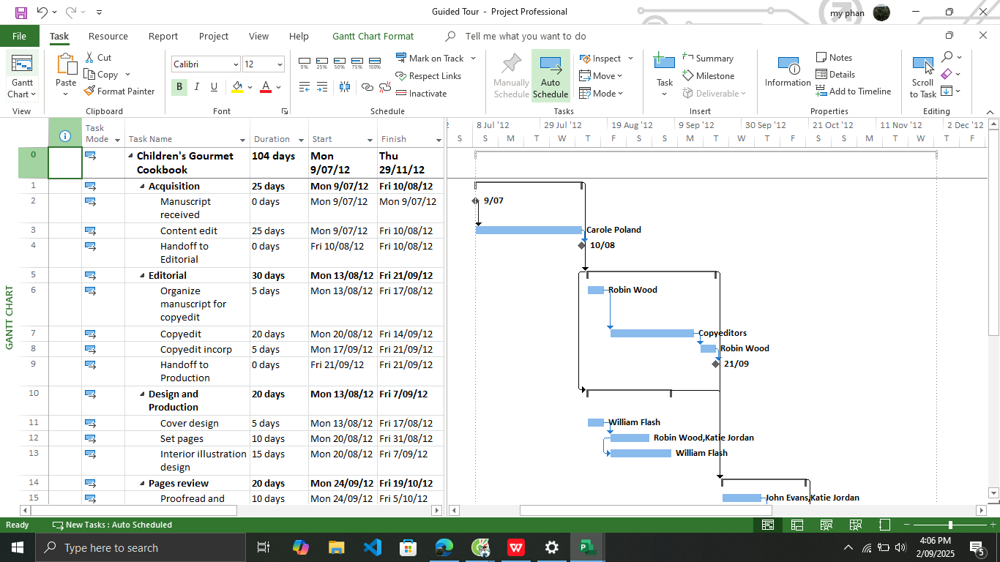 Guided Tour - Project Professional
my phan
File Task Resource Report Project View Help Gantt Chart Format Tell me what you want to do
Gantt
Chart
View
Paste
Cut
Copy
Format Painter
Clipboard
Calibri 12
B I U A
Font
0% 25% 50% 75% 100%
Mark on Track
Respect Links
Inactivate
Schedule
Manually
Schedule
Auto
Schedule
Inspect
Move
Mode
Tasks
Task
Summary
Milestone
Deliverable
Insert
Information
Notes
Details
Add to Timeline
Properties
Scroll
to Task
Editing
Task
Mode Task Name Duration Start Finish
8 Jul '12 29 Jul '12 19 Aug '12 9 Sep '12 30 Sep '12 21 Oct '12 11 Nov '12 2 Dec '12
S S M T W T F S S M T W T F
0 Children's Gourmet Cookbook 104 days Mon 9/07/12 Thu 29/11/12
1 Acquisition 25 days Mon 9/07/12 Fri 10/08/12
2 Manuscript received 0 days Mon 9/07/12 Mon 9/07/12
9/07
3 Content edit 25 days Mon 9/07/12 Fri 10/08/12
Carole Poland
4 Handoff to Editorial 0 days Fri 10/08/12 Fri 10/08/12
10/08
5 Editorial 30 days Mon 13/08/12 Fri 21/09/12
6 Organize manuscript for copyedit 5 days Mon 13/08/12 Fri 17/08/12
Robin Wood
7 Copyedit 20 days Mon 20/08/12 Fri 14/09/12
Copyeditors
8 Copyedit incorp 5 days Mon 17/09/12 Fri 21/09/12
Robin Wood
9 Handoff to Production 0 days Fri 21/09/12 Fri 21/09/12
21/09
10 Design and Production 20 days Mon 13/08/12 Fri 7/09/12
11 Cover design 5 days Mon 13/08/12 Fri 17/08/12
William Flash
12 Set pages 10 days Mon 20/08/12 Fri 31/08/12
Robin Wood,Katie Jordan
13 Interior illustration design 15 days Mon 20/08/12 Fri 7/09/12
William Flash
14 Pages review 20 days Mon 24/09/12 Fri 19/10/12
15 Proofread and 10 days Mon 24/09/12 Fri 5/10/12
John Evans,Katie Jordan
GANTT CHART
Ready New Tasks : Auto Scheduled
Type here to search
4:06 PM
2/09/2025
5